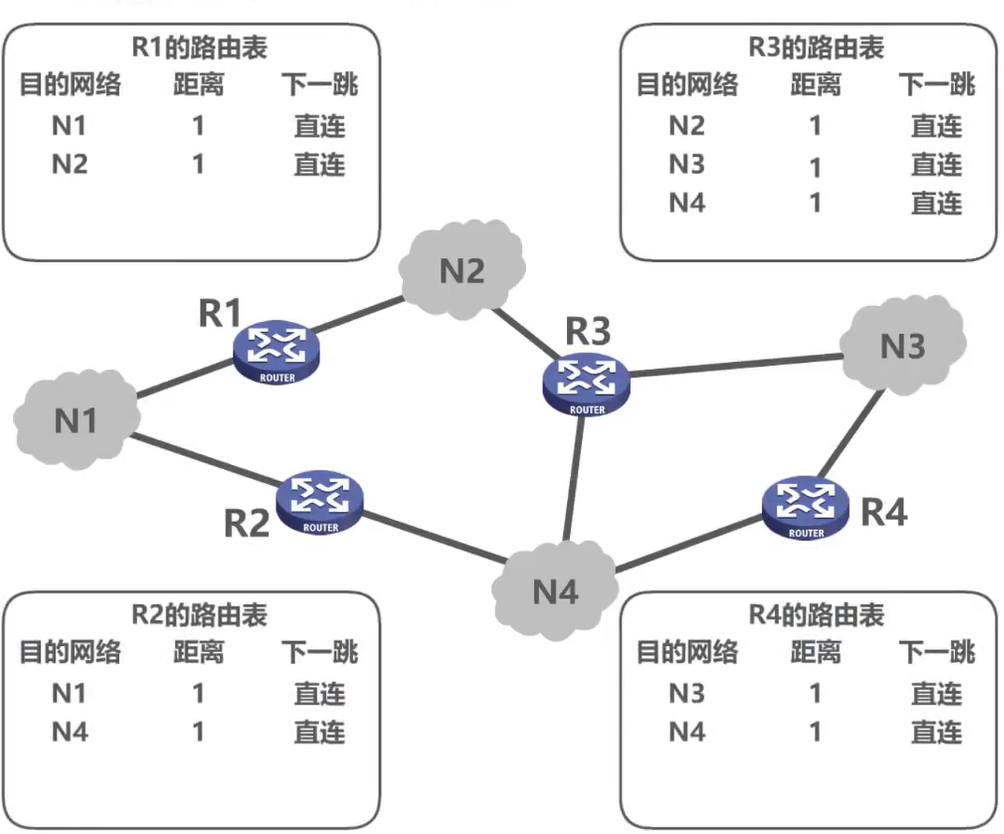 R1的路由表
目的网络 距离 下一跳
N1 1 直连
N2 1 直连
R3的路由表
目的网络 距离 下一跳
N2 1 直连
N3 1 直连
N4 1 直连
N2
R1
R3
N3
ROUTER
ROUTER
N1
R2
ROUTER
R4
ROUTER
N4
R2的路由表
目的网络 距离 下一跳
N1 1 直连
N4 1 直连
R4的路由表
目的网络 距离 下一跳
N3 1 直连
N4 1 直连